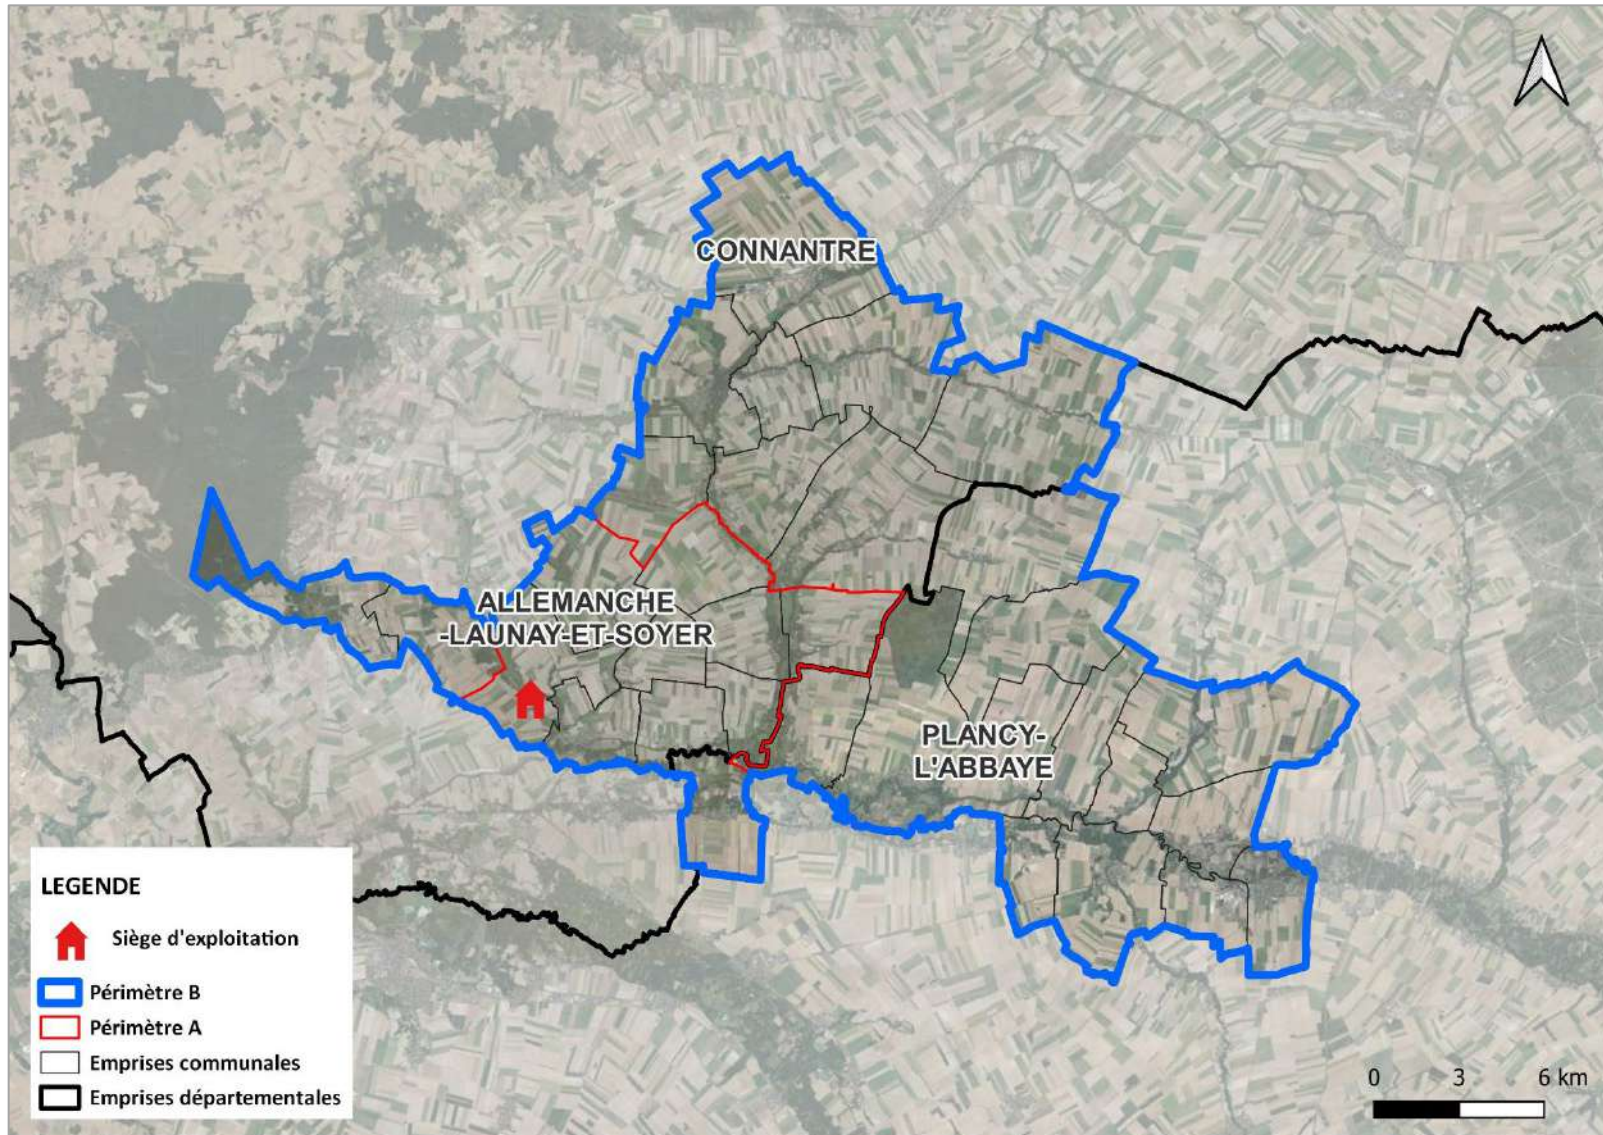 CONNANTRE
ALLEMANCHE
-LAUNAY-ET-SOYER
PLANCY-
L'ABBAYE
LEGENDE
Siège d'exploitation
Périmètre B
Périmètre A
Emprises communales
Emprises départementales
0 3 6 km